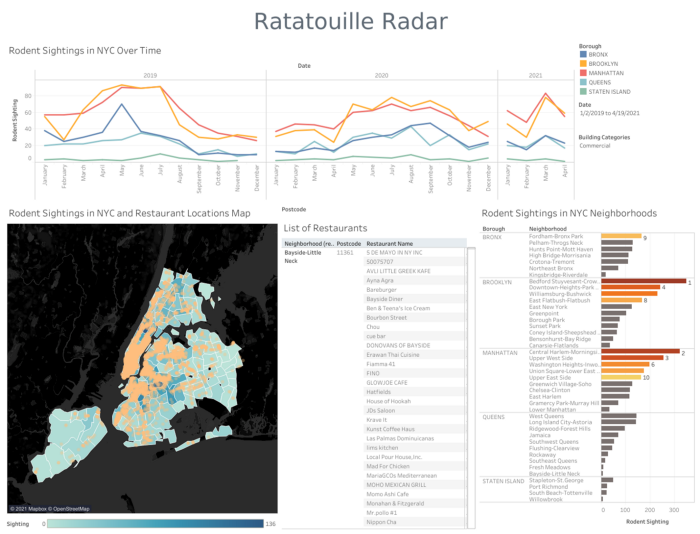 Ratatouille Radar
Rodent Sightings in NYC Over Time
Date
2019
2020
2021
Rodent Sighting
80
60
40
20
0
January
February
March
April
May
June
July
August
September
October
November
December
January
February
March
April
May
June
July
August
September
October
November
December
January
February
March
April
Borough
BRONX
BROOKLYN
MANHATTAN
QUEENS
STATEN ISLAND
Date
1/2/2019 to 4/19/2021
Building Categories
Commercial
Rodent Sightings in NYC and Restaurant Locations Map
© 2021 Mapbox © OpenStreetMap
Sighting
0
136
Postcode
List of Restaurants
Neighborhood (re.. Postcode Restaurant Name
Bayside-Little Neck
11361
5 DE MAYO IN NY INC
50075707
AVLI LITTLE GREEK KAFE
Ayna Agra
Bareburger
Bayside Diner
Ben & Teena's Ice Cream
Bourbon Street
Chou
cue bar
DONOVANS OF BAYSIDE
Erawan Thai Cuisine
Fiamma 41
FINO
GLOWJOE CAFE
Hatfields
House of Hookah
JDs Saloon
Krave It
Kunst Coffee Haus
Las Palmas Dominicanas
lims kitchen
Local Pour House,Inc.
Mad For Chicken
MariaGCOs Mediterranean
MOHO MEXICAN GRILL
Momo Ashi Cafe
Monahan & Fitzgerald
Mr pollo #1
Nippon Cha
Rodent Sightings in NYC Neighborhoods
Borough Neighborhood
BRONX
Fordham-Bronx Park 9
Pelham-Throgs Neck
Hunts Point-Mott Haven
High Bridge-Morrisania
Crotona-Tremont
Northeast Bronx
Kingsbridge-Riverdale
BROOKLYN
Bedford Stuyvesant-Crow.. 1
Downtown-Heights-Park .. 4
Williamsburg-Bushwick
East Flatbush-Flatbush 8
East New York
Greenpoint
Borough Park
Sunset Park
Coney Island-Sheepshead..
Bensonhurst-Bay Ridge
Canarsie-Flatlands
MANHATTAN
Central Harlem-Morningo.. 2
Upper West Side 3
Washington Heights-Inwo.. 6
Union Square-Lower East ..
Upper East Side 10
Greenwich Village-Soho
Chelsea-Clinton
East Harlem
Gramercy Park-Murray Hill
Lower Manhattan
QUEENS
West Queens
Long Island City-Astoria
Ridgewood-Forest Hills
Jamaica
Southwest Queens
Flushing-Clearview
Rockaway
Southeast Queens
Fresh Meadows
Bayside-Little Neck
STATEN ISLAND
Stapleton-St.George
Port Richmond
South Beach-Tottenville
Willowbrook
0 100 200 300
Rodent Sighting